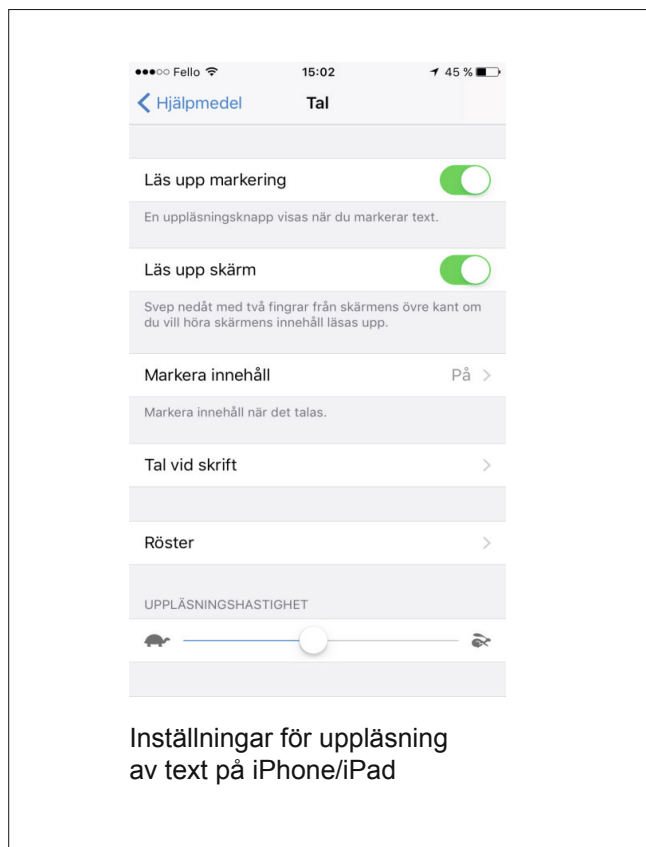 Fello 15:02 45 %
Hjälpmedel Tal
Läs upp markering
En uppläsningsknapp visas när du markerar text.
Läs upp skärm
Svep nedåt med två fingrar från skärmens övre kant om
du vill höra skärmens innehåll läsas upp.
Markera innehåll På
Markera innehåll när det talas.
Tal vid skrift
Röster
UPPLÄSNINGSHASTIGHET
Inställningar för uppläsning
av text på iPhone/iPad